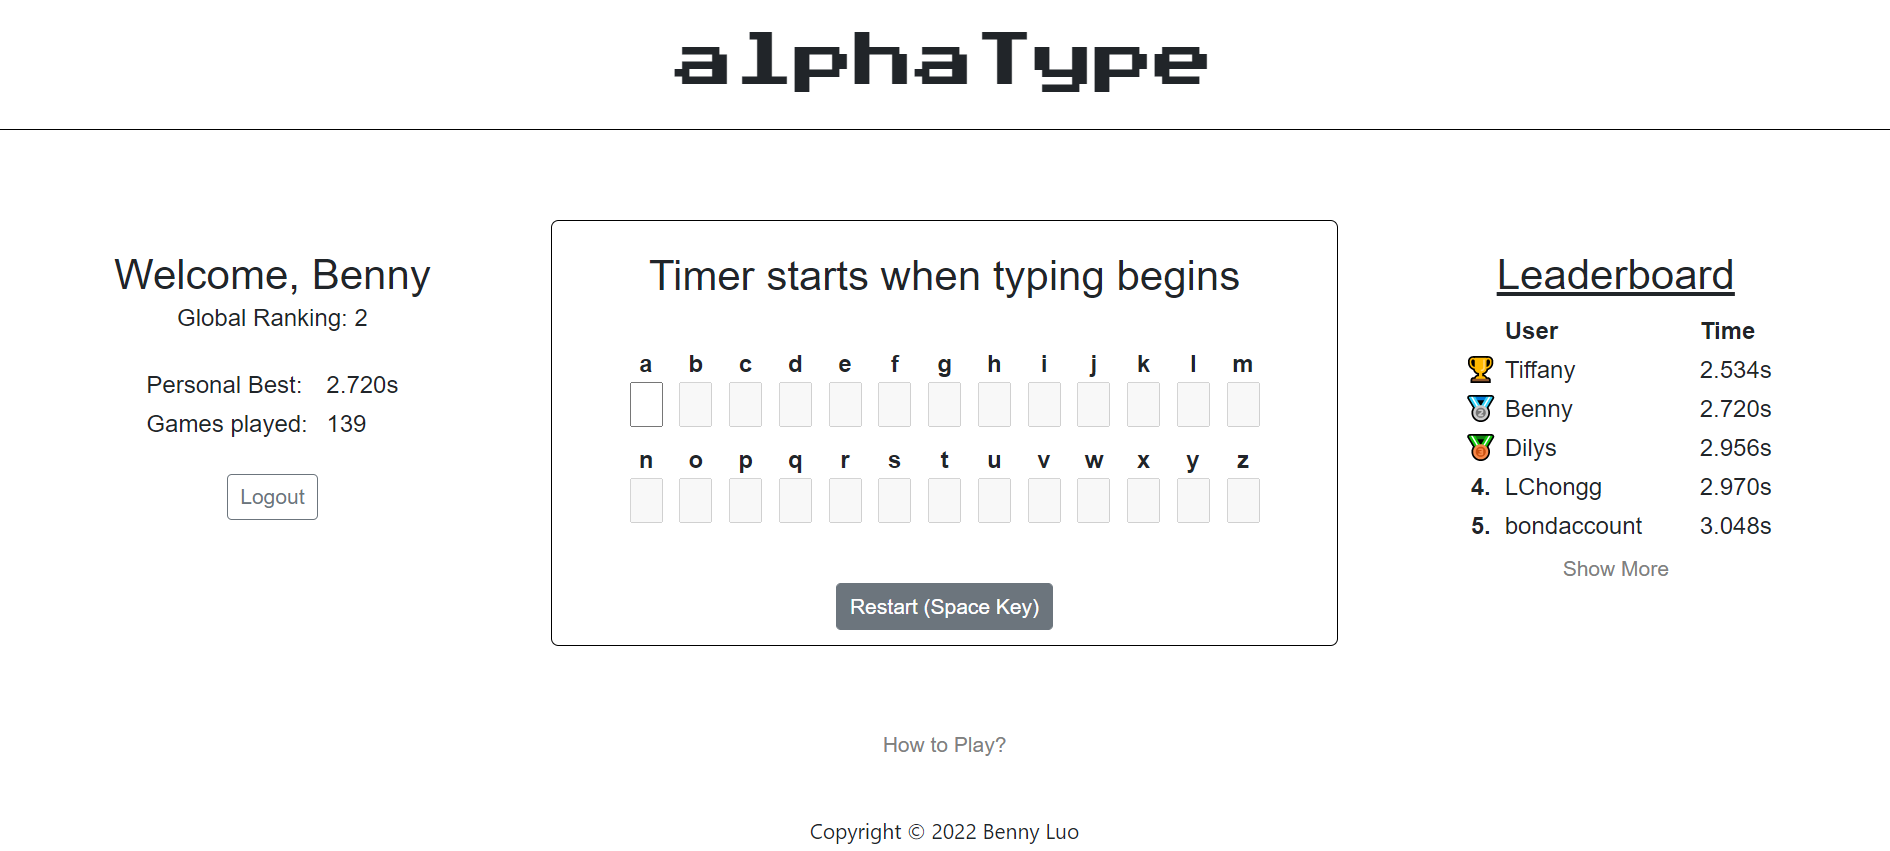 alphaType
Welcome, Benny
Global Ranking: 2
Personal Best: 2.720s
Games played: 139
Logout
Timer starts when typing begins
a b c d e f g h i j k l m
n o p q r s t u v w x y z
Restart (Space Key)
Leaderboard
User Time
Tiffany 2.534s
2 Benny 2.720s
3 Dilys 2.956s
4. LChongg 2.970s
5. bondaccount 3.048s
Show More
How to Play?
Copyright © 2022 Benny Luo